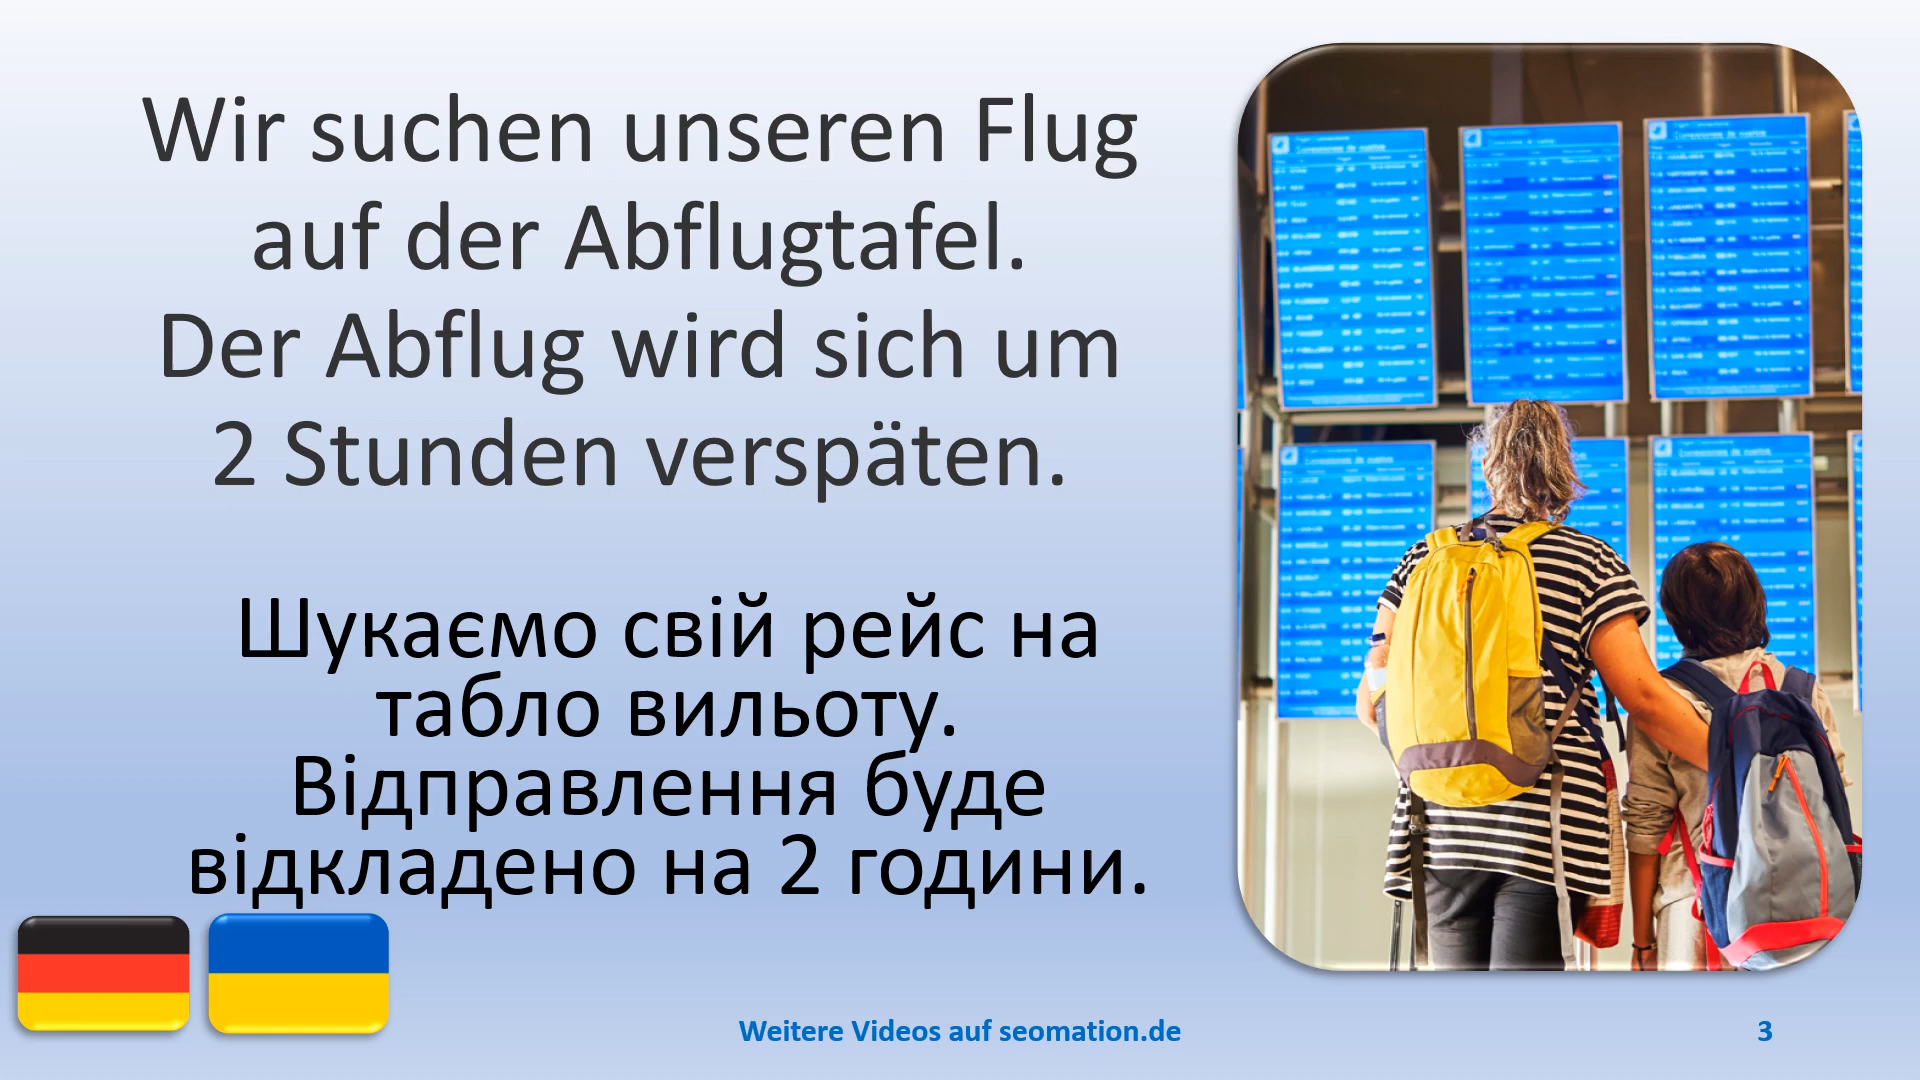 Wir suchen unseren Flug
auf der Abflugtafel.
Der Abflug wird sich um
2 Stunden verspäten.
Шукаємо свій рейс на
табло вильоту.
Відправлення буде
відкладено на 2 години.
Weitere Videos auf seomation.de
3